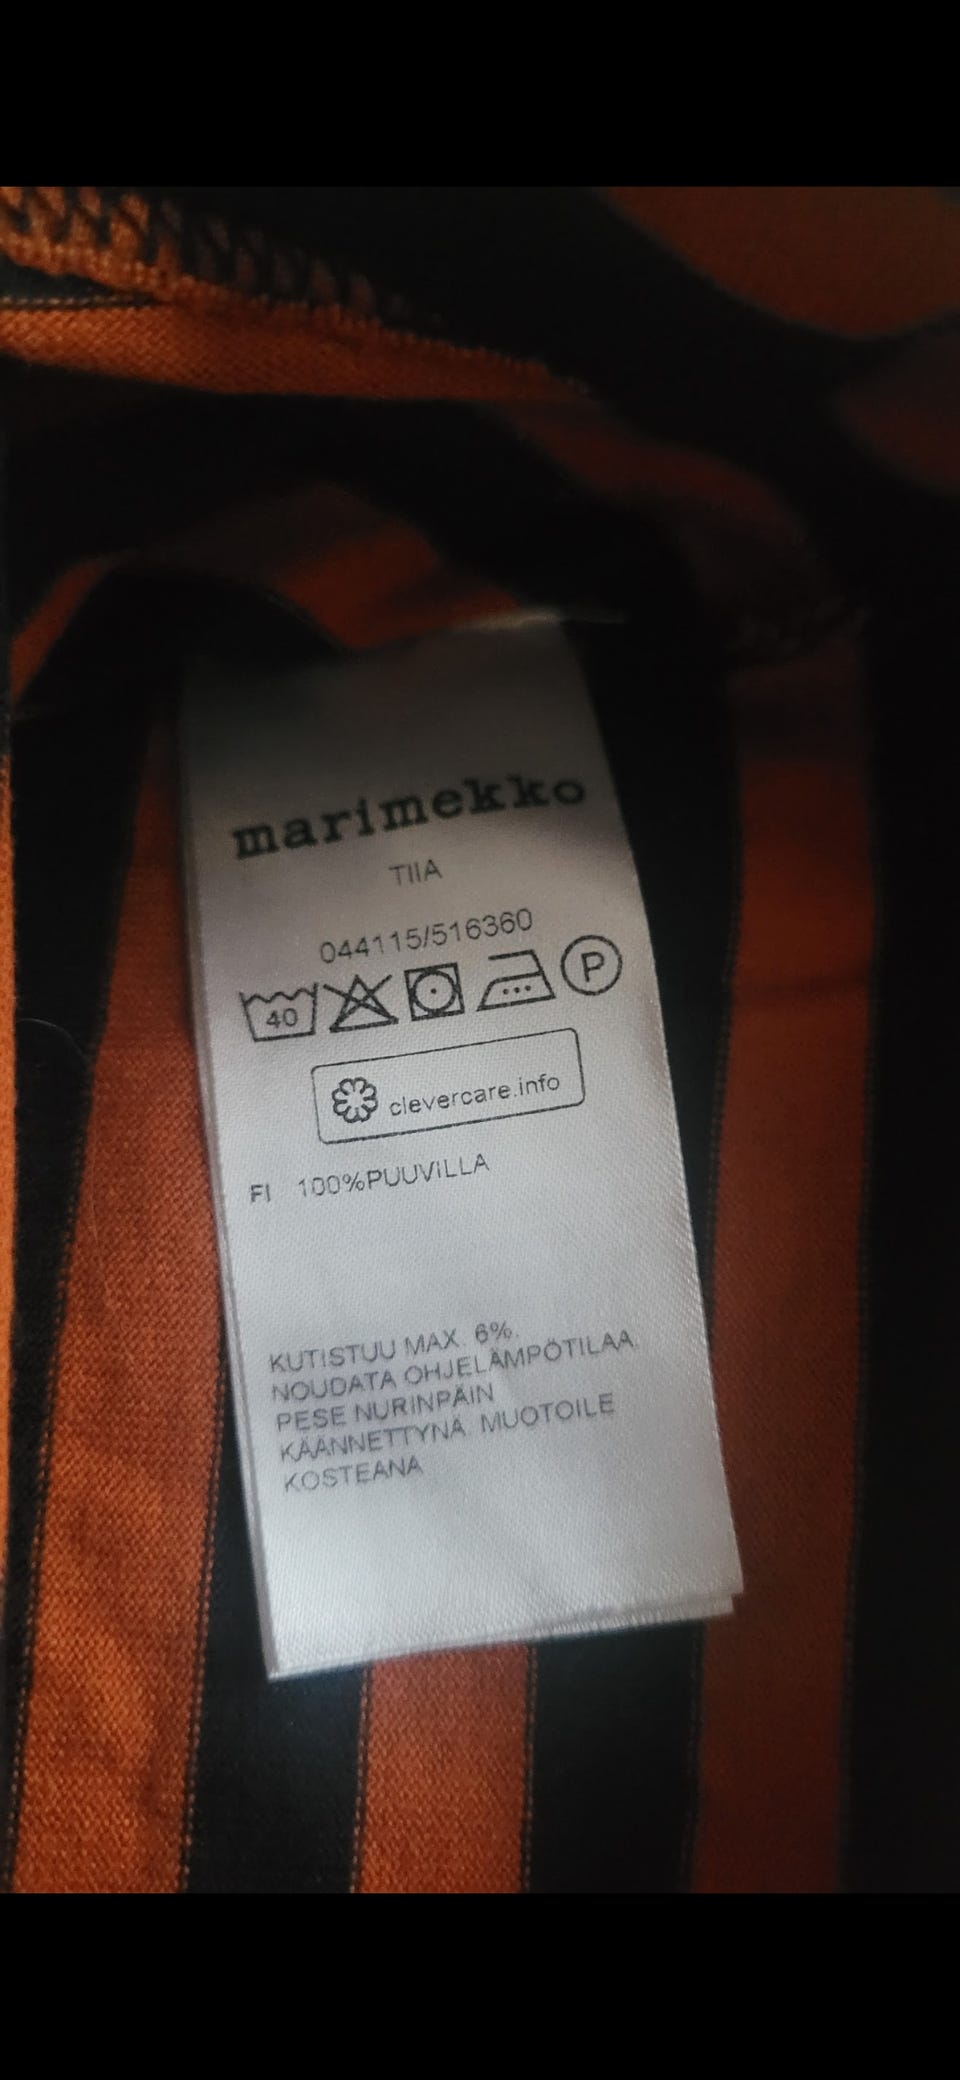 marimekko
TIIA
044115/516360
40
P
clevercare.info
FI 100%PUUVILLA
KUTISTUU MAX. 6%.
NOUDATA OHJELÄMPÖTILAA.
PESE NURINPÄIN
KÄÄNNETTYNÄ. MUOTOILE
KOSTEANA